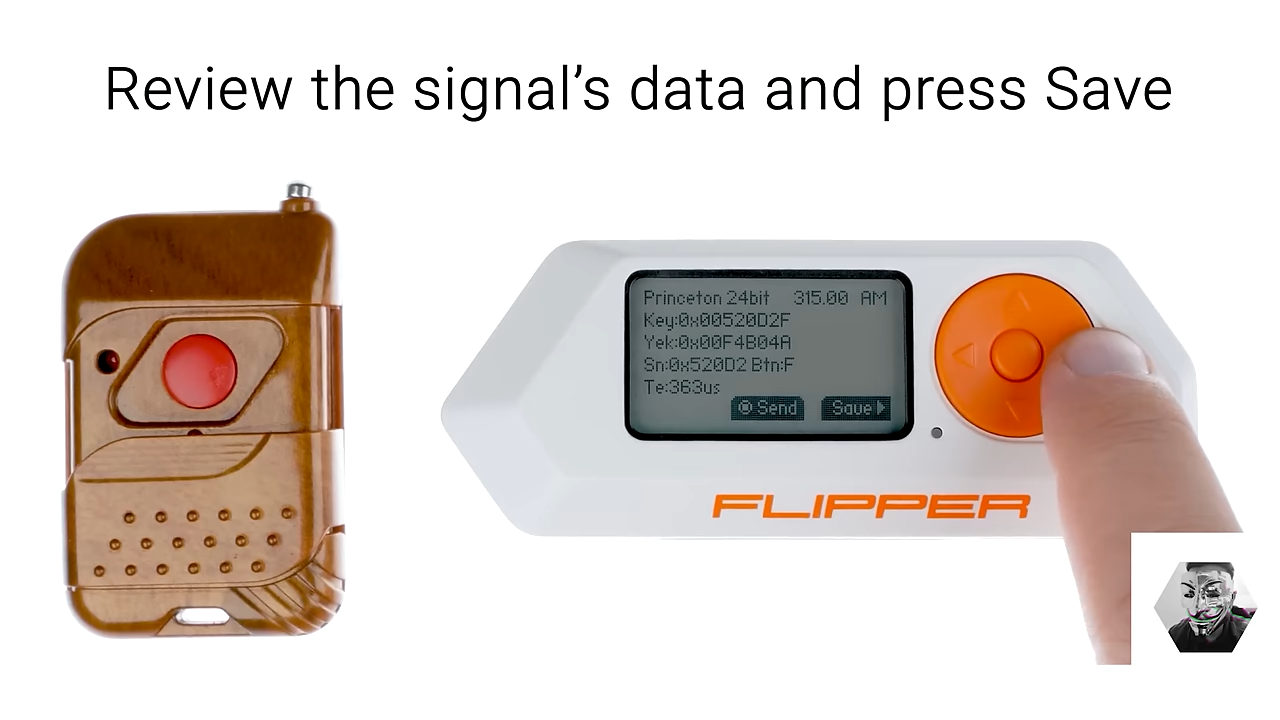 Review the signal’s data and press Save
Princeton 24bit 315.00 AM
Key:0x00520D2F
Yek:0x00F4B04A
Sn:0x520D2 Btn:F
Te:363us
Send Save
FLIPPER